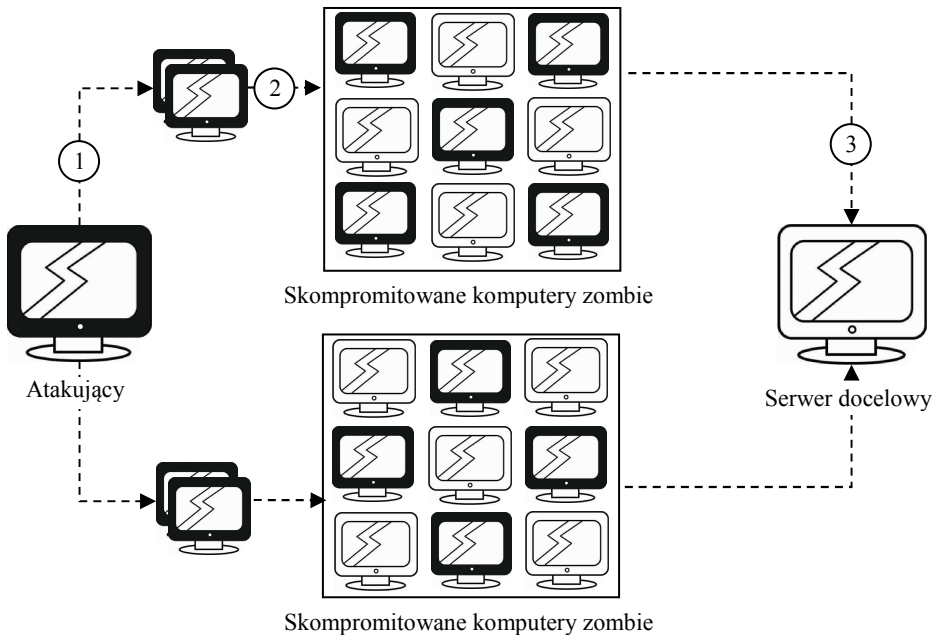 2
1
3
Skompromitowane komputery zombie
Atakujący
Serwer docelowy
Skompromitowane komputery zombie